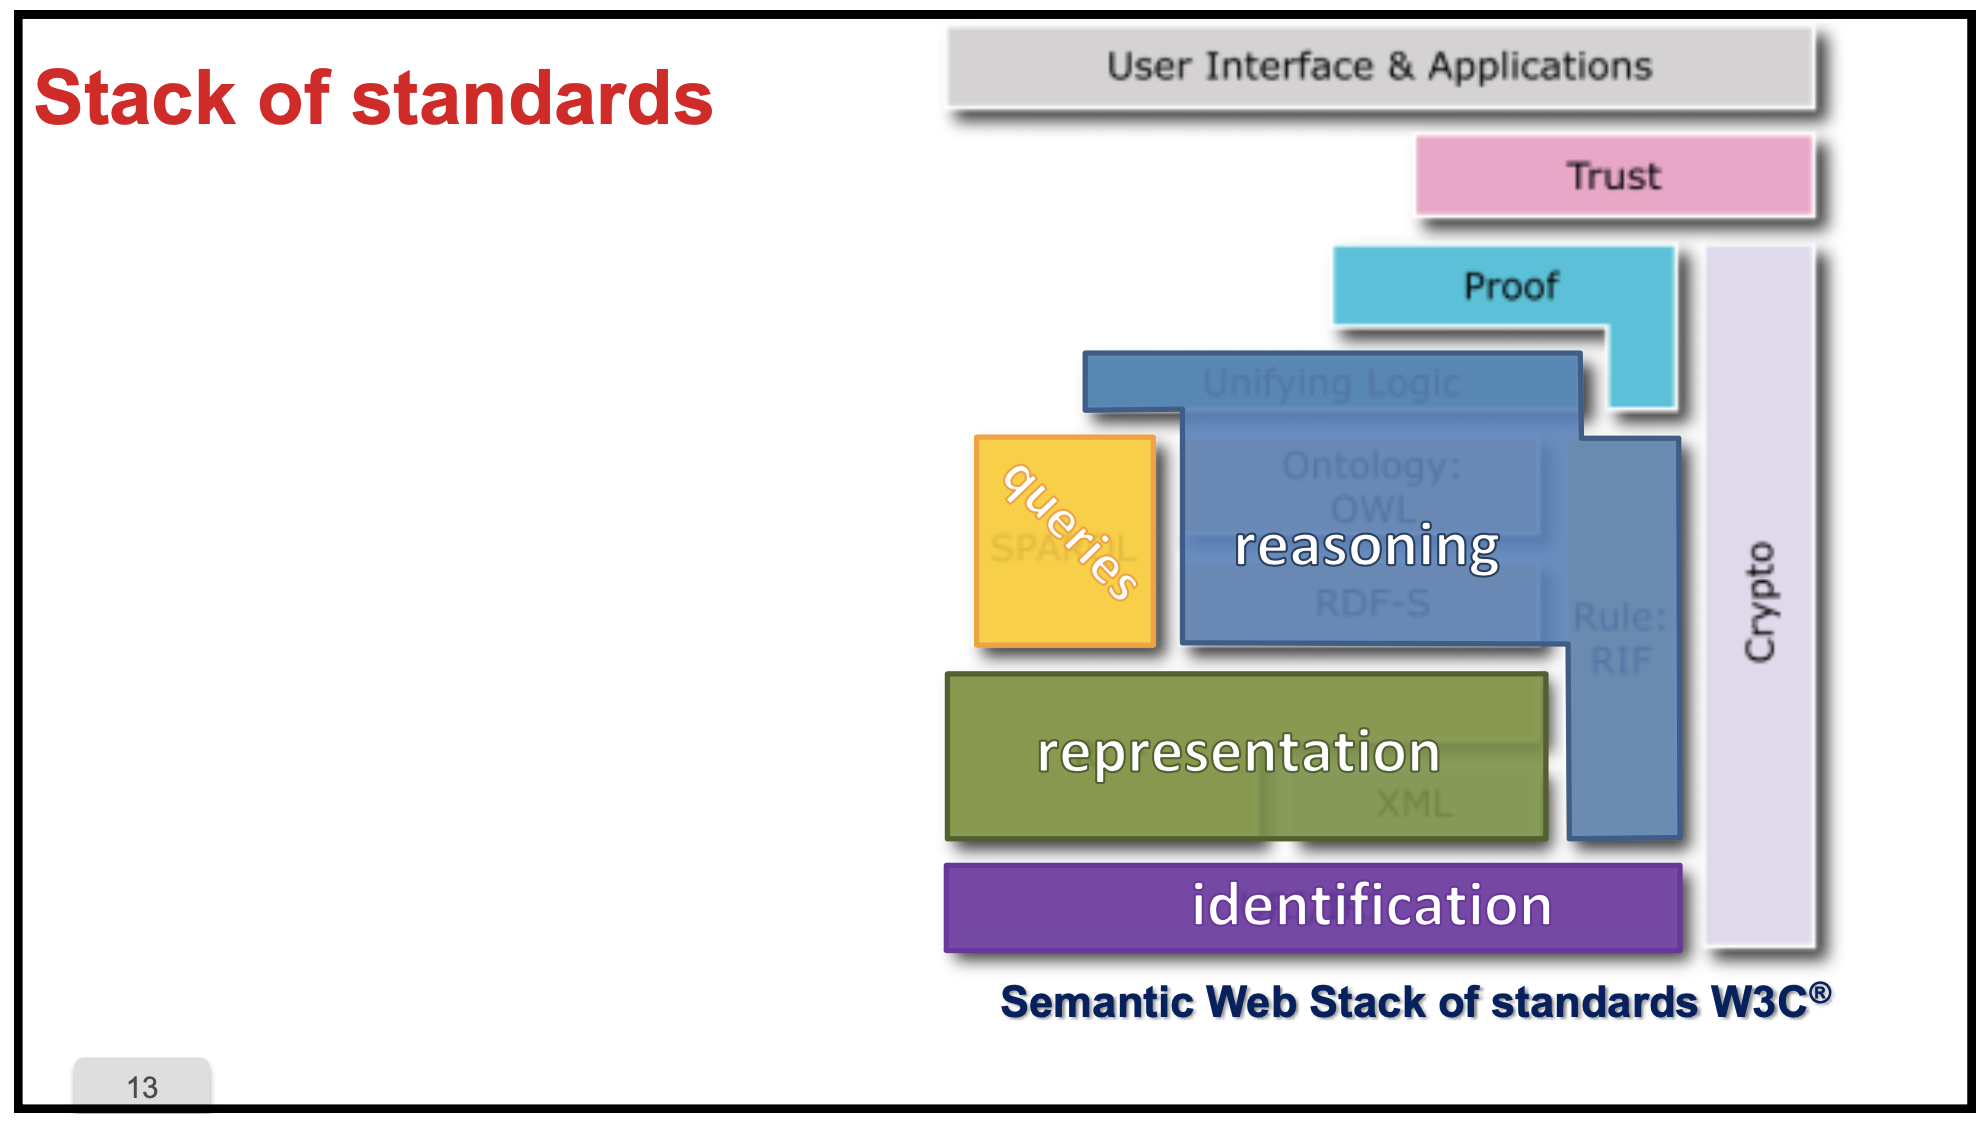 Stack of standards
User Interface & Applications
Trust
Proof
Unifying Logic
queries
Ontology:
OWL
reasoning
RDF-S
Rule:
RIF
Crypto
representation
XML
identification
Semantic Web Stack of standards W3C®
13